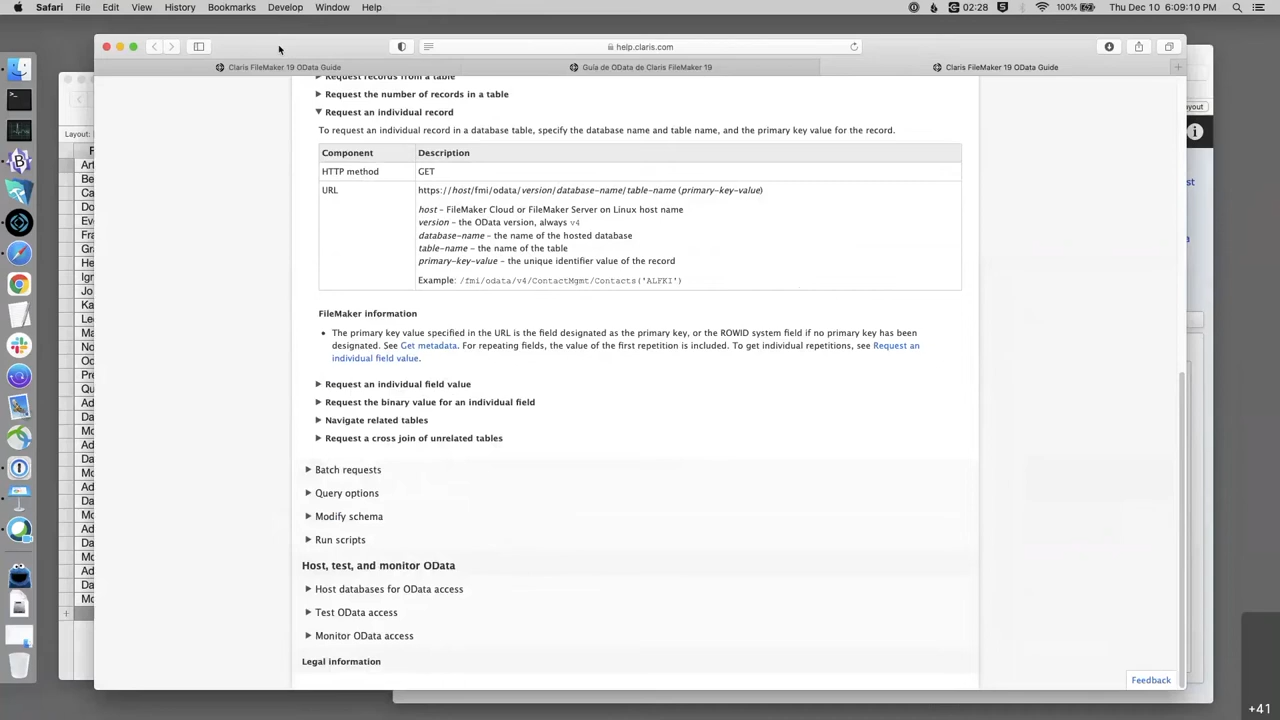 Safari File Edit View History Bookmarks Develop Window Help
02:28 100% Thu Dec 10 6:09:10 PM
help.claris.com
Claris FileMaker 19 OData Guide
Guía de OData de Claris FileMaker 19
Claris FileMaker 19 OData Guide
Layout:
Request records from a table
Request the number of records in a table
Request an individual record
To request an individual record in a database table, specify the database name and table name, and the primary key value for the record.
Component Description
HTTP method GET
URL https://host/fmi/odata/version/database-name/table-name (primary-key-value)
host – FileMaker Cloud or FileMaker Server on Linux host name
version – the OData version, always v4
database-name – the name of the hosted database
table-name – the name of the table
primary-key-value – the unique identifier value of the record
Example: /fmi/odata/v4/ContactMgmt/Contacts('ALFKI')
FileMaker information
• The primary key value specified in the URL is the field designated as the primary key, or the ROWID system field if no primary key has been
designated. See Get metadata. For repeating fields, the value of the first repetition is included. To get individual repetitions, see Request an
individual field value.
Request an individual field value
Request the binary value for an individual field
Navigate related tables
Request a cross join of unrelated tables
Batch requests
Query options
Modify schema
Run scripts
Host, test, and monitor OData
Host databases for OData access
Test OData access
Monitor OData access
Legal information
Feedback
+41